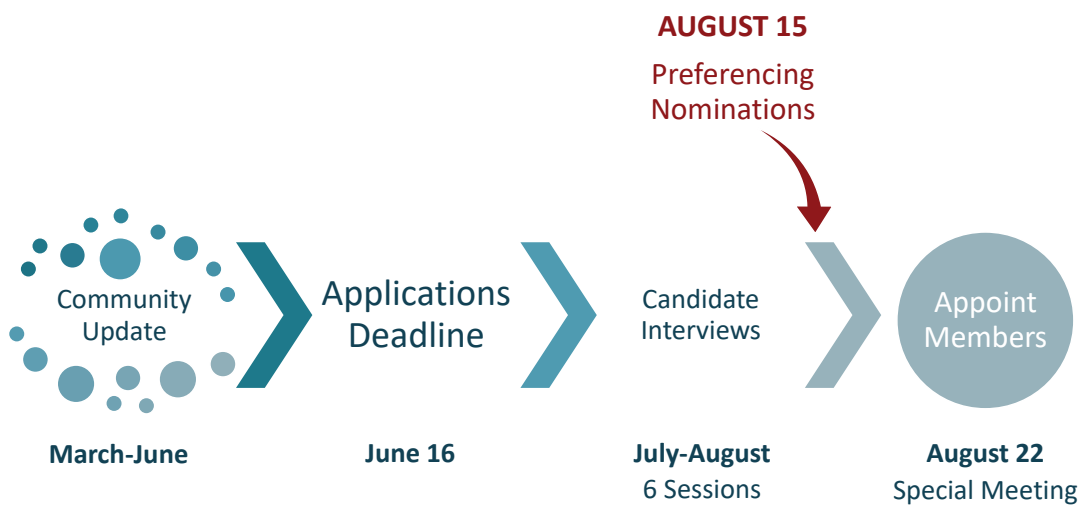 AUGUST 15
Preferencing
Nominations
Community
Update
Applications
Deadline
Candidate
Interviews
Appoint
Members
March-June
June 16
July-August
6 Sessions
August 22
Special Meeting